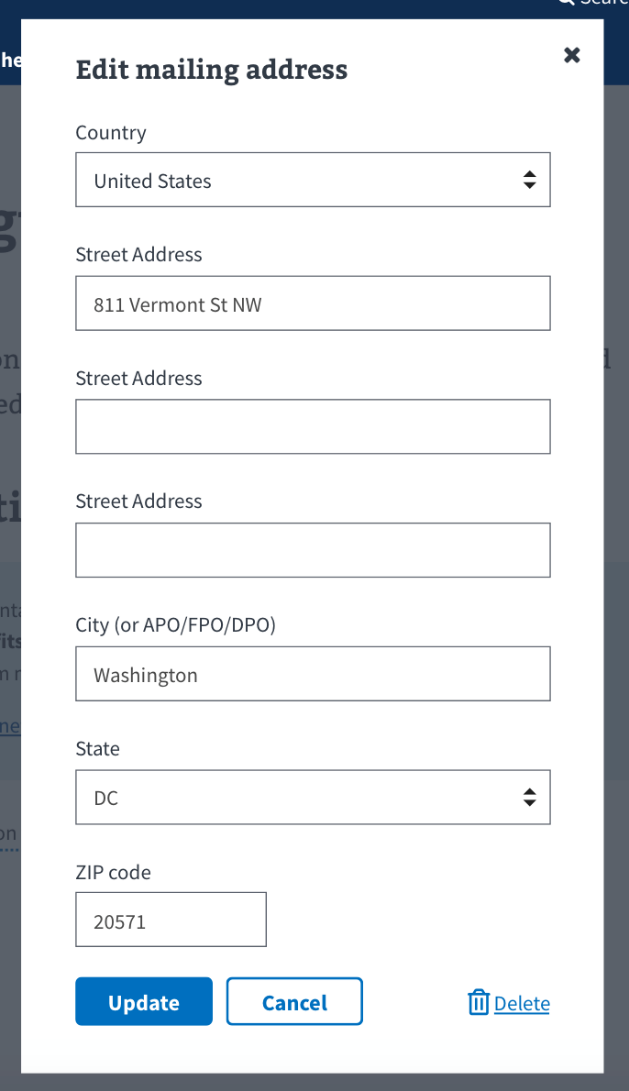 Edit mailing address
Country
United States
Street Address
811 Vermont St NW
Street Address
Street Address
City (or APO/FPO/DPO)
Washington
State
DC
ZIP code
20571
Update
Cancel
Delete